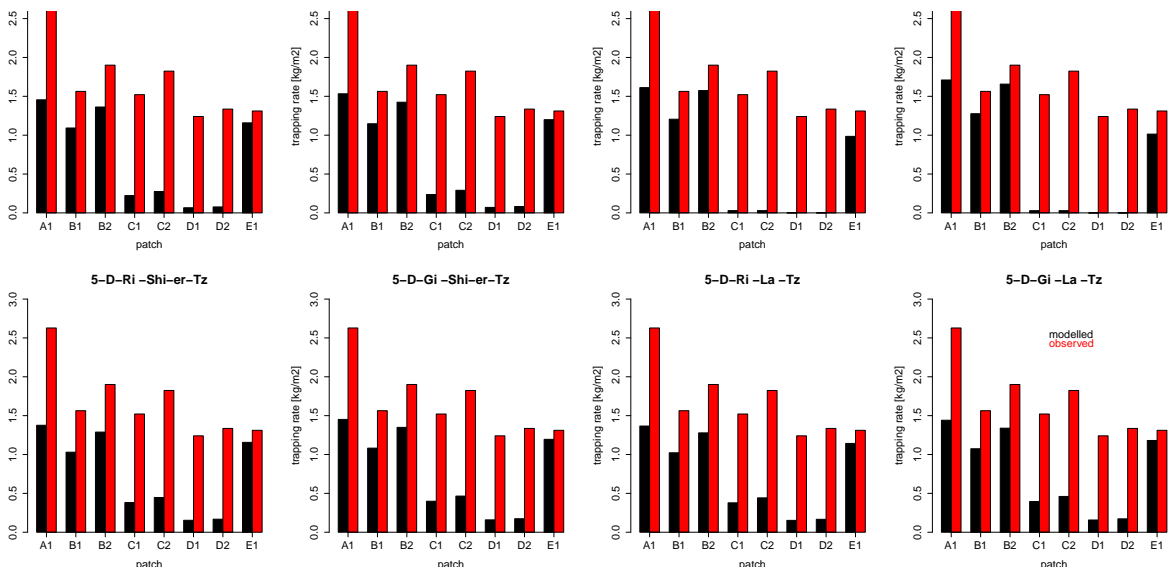 2.5
2.0
1.5
1.0
0.5
0.0
A1 B1 B2 C1 C2 D1 D2 E1
patch
trapping rate [kg/m2]
2.5
2.0
1.5
1.0
0.5
0.0
A1 B1 B2 C1 C2 D1 D2 E1
patch
trapping rate [kg/m2]
2.5
2.0
1.5
1.0
0.5
0.0
A1 B1 B2 C1 C2 D1 D2 E1
patch
trapping rate [kg/m2]
2.5
2.0
1.5
1.0
0.5
0.0
A1 B1 B2 C1 C2 D1 D2 E1
patch
5−D−Ri −Shi−er−Tz
3.0
2.5
2.0
1.5
1.0
0.5
0.0
A1 B1 B2 C1 C2 D1 D2 E1
patch
5−D−Gi −Shi−er−Tz
trapping rate [kg/m2]
3.0
2.5
2.0
1.5
1.0
0.5
0.0
A1 B1 B2 C1 C2 D1 D2 E1
patch
5−D−Ri −La −Tz
trapping rate [kg/m2]
3.0
2.5
2.0
1.5
1.0
0.5
0.0
A1 B1 B2 C1 C2 D1 D2 E1
patch
5−D−Gi −La −Tz
trapping rate [kg/m2]
3.0
2.5
2.0
1.5
1.0
0.5
0.0
modelled
observed
A1 B1 B2 C1 C2 D1 D2 E1
patch